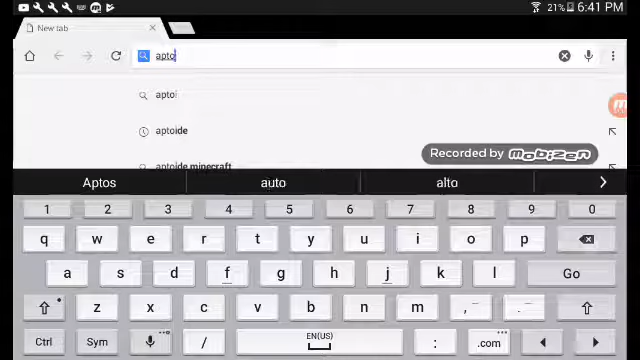 21% 6:41 PM
New tab
apto
apto
aptoide
aptoide minecraft
Recorded by mobizen
Aptos auto alto
1 2 3 4 5 6 7 8 9 0
q w e r t y u i o p
a s d f g h j k l Go
z x c v b n m , .
Ctrl Sym / EN(US) : .com